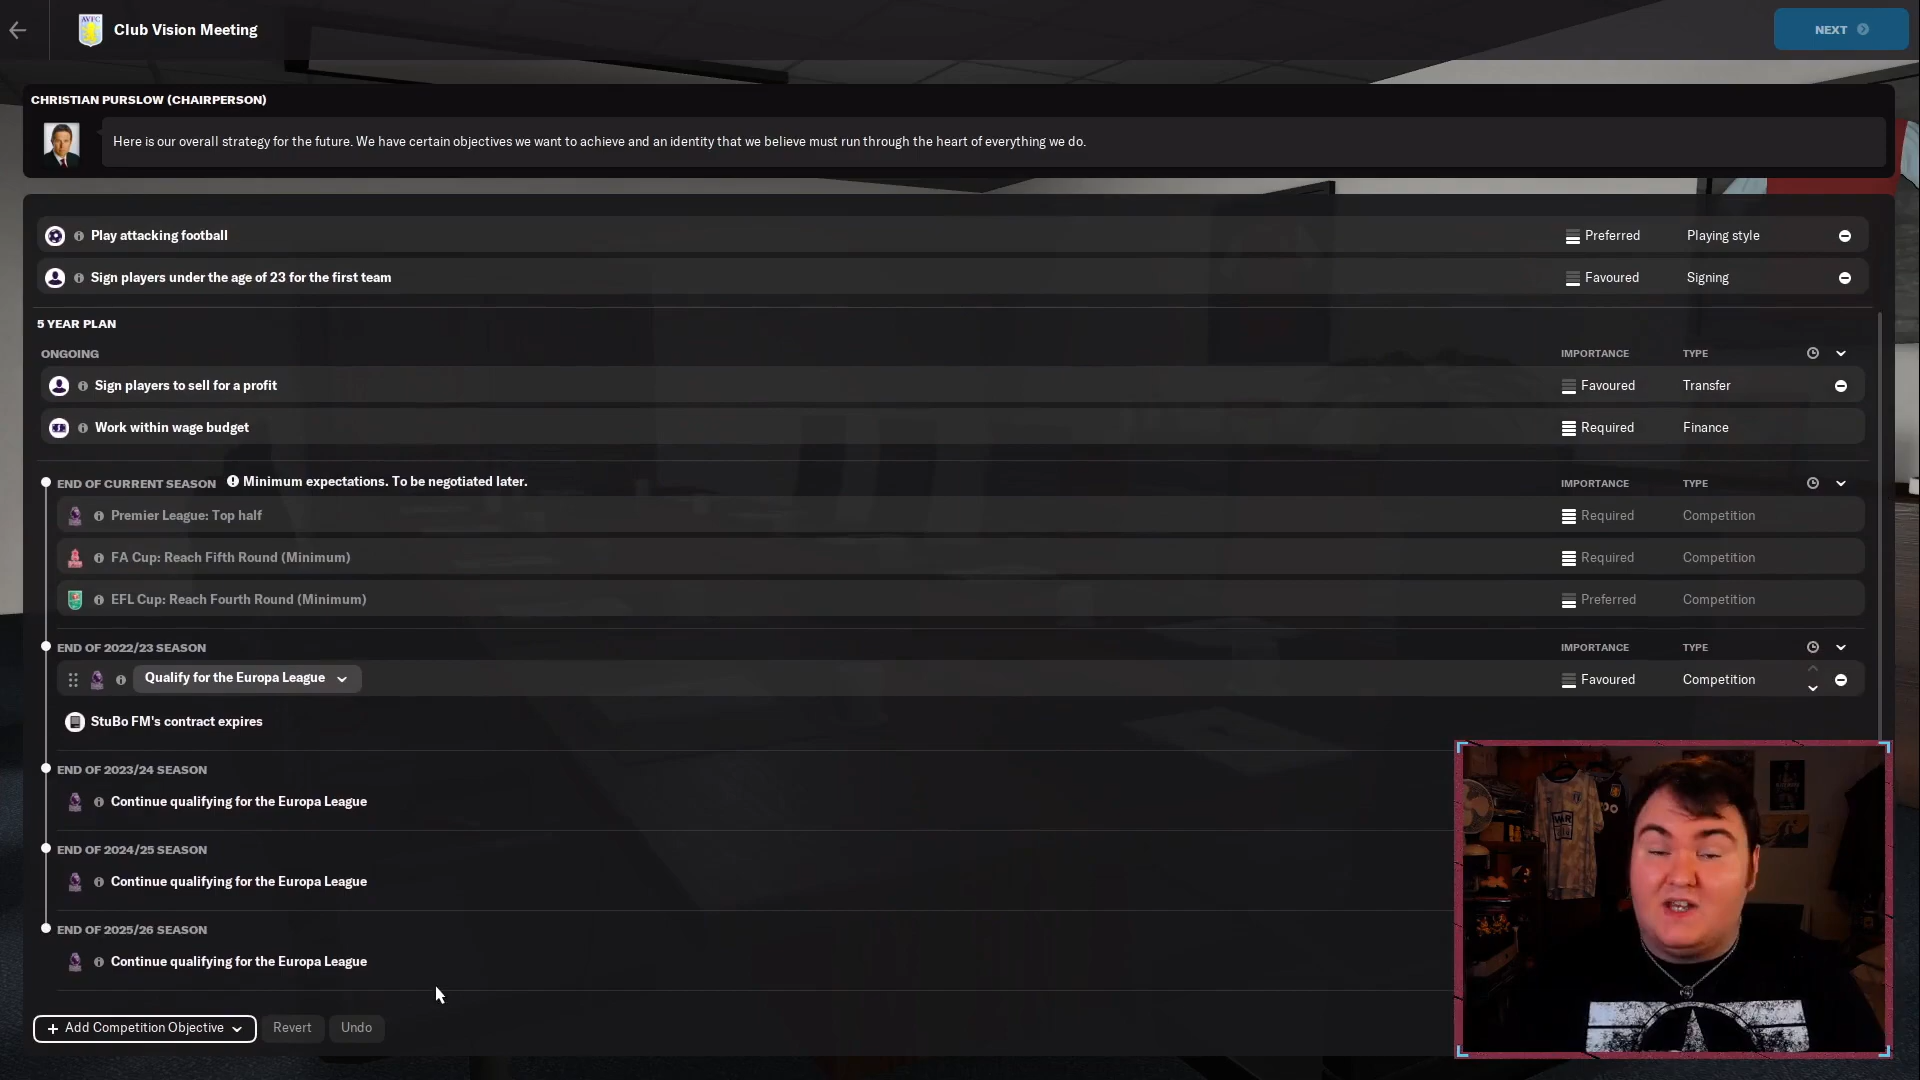 Club Vision Meeting
NEXT
CHRISTIAN PURSLOW (CHAIRPERSON)
Here is our overall strategy for the future. We have certain objectives we want to achieve and an identity that we believe must run through the heart of everything we do.
Play attacking football Preferred Playing style
Sign players under the age of 23 for the first team Favoured Signing
5 YEAR PLAN
ONGOING IMPORTANCE TYPE
Sign players to sell for a profit Favoured Transfer
Work within wage budget Required Finance
END OF CURRENT SEASON Minimum expectations. To be negotiated later. IMPORTANCE TYPE
Premier League: Top half Required Competition
FA Cup: Reach Fifth Round (Minimum) Required Competition
EFL Cup: Reach Fourth Round (Minimum) Preferred Competition
END OF 2022/23 SEASON IMPORTANCE TYPE
Qualify for the Europa League Favoured Competition
StuBo FM's contract expires
END OF 2023/24 SEASON
Continue qualifying for the Europa League
END OF 2024/25 SEASON
Continue qualifying for the Europa League
END OF 2025/26 SEASON
Continue qualifying for the Europa League
+ Add Competition Objective Revert Undo